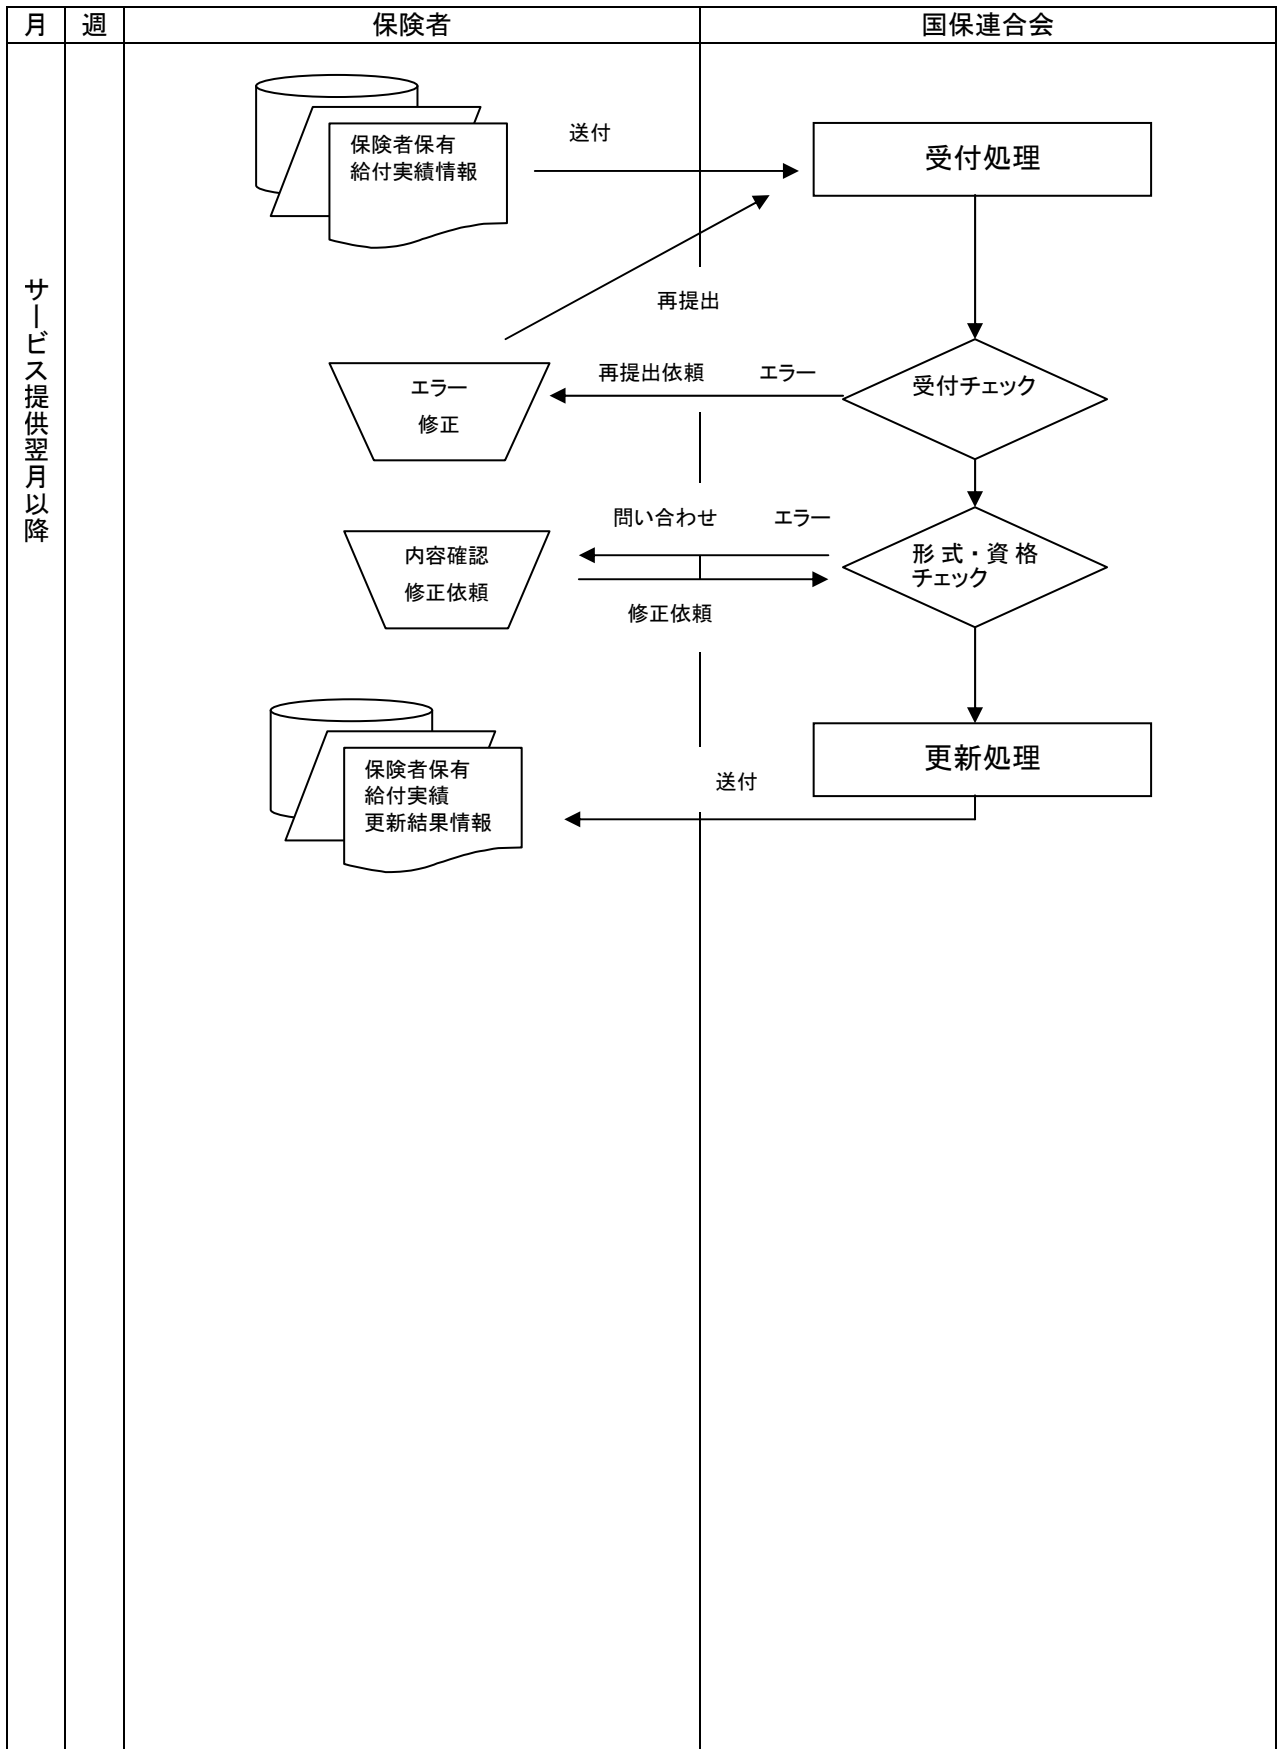 月
週
保険者
国保連合会
サービス提供翌月以降
保険者保有
給付実績情報
送付
受付処理
再提出
エラー
修正
再提出依頼
エラー
受付チェック
問い合わせ
エラー
内容確認
修正依頼
形式・資格
チェック
修正依頼
保険者保有
給付実績
更新結果情報
送付
更新処理